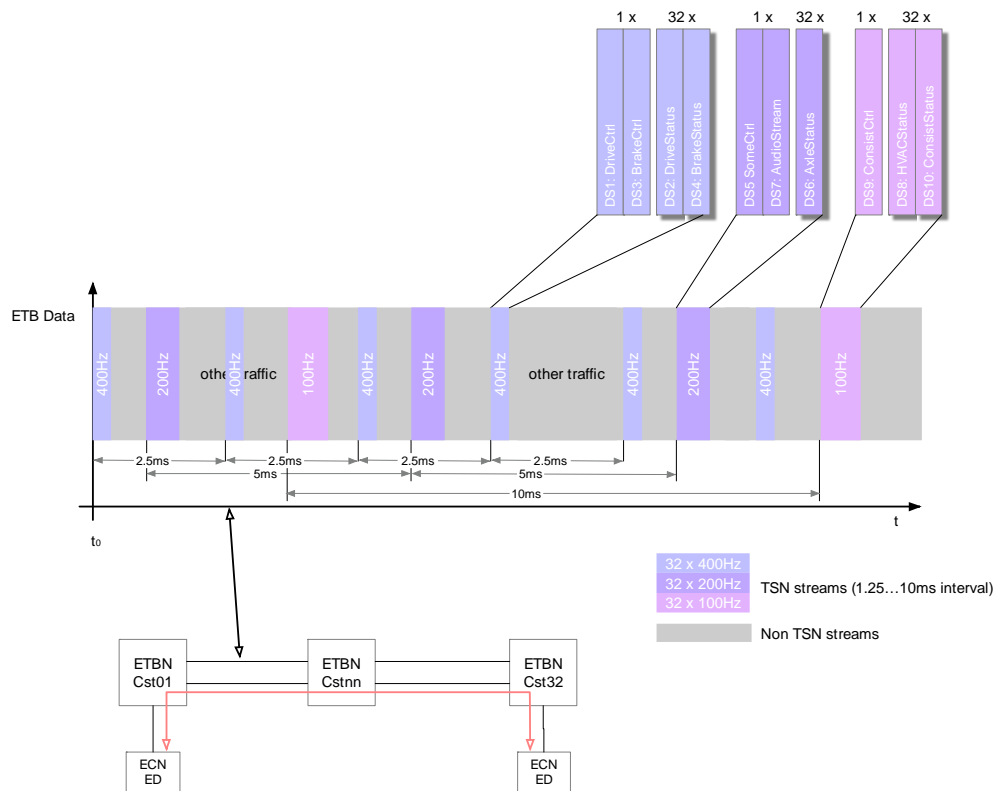 1 x 32 x 1 x 32 x 1 x 32 x
DS1: DriveCtrl
DS3: BrakeCtrl
DS2: DriveStatus
DS4: BrakeStatus
DS5 SomeCtrl
DS7: AudioStream
DS6: AxleStatus
DS9: ConsistCtrl
DS8: HVACStatus
DS10: ConsistStatus
ETB Data
400Hz
200Hz
other traffic
400Hz
100Hz
400Hz
200Hz
400Hz
other traffic
400Hz
200Hz
400Hz
100Hz
2.5ms 2.5ms 2.5ms 2.5ms
5ms 5ms
10ms
t0
t
32 x 400Hz
32 x 200Hz
32 x 100Hz
TSN streams (1.25…10ms interval)
Non TSN streams
ETBN
Cst01
ETBN
Cstnn
ETBN
Cst32
ECN
ED
ECN
ED